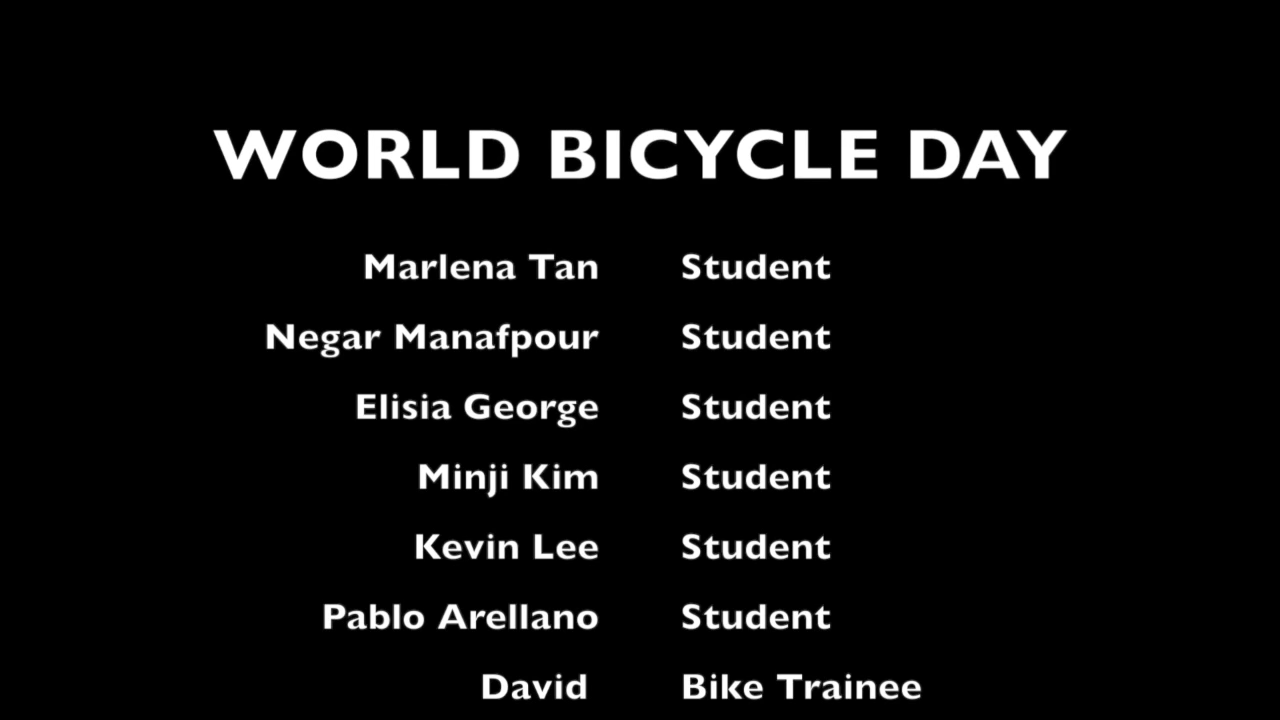 WORLD BICYCLE DAY
Marlena Tan Student
Negar Manafpour Student
Elisia George Student
Minji Kim Student
Kevin Lee Student
Pablo Arellano Student
David Bike Trainee